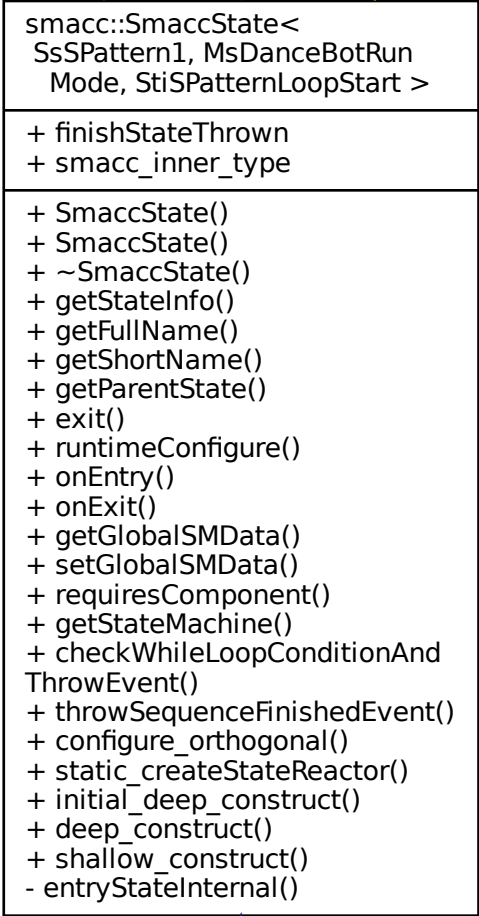 smacc::SmaccState<
SsSPattern1, MsDanceBotRun
Mode, StiSPatternLoopStart >
+ finishStateThrown
+ smacc_inner_type
+ SmaccState()
+ SmaccState()
+ ~SmaccState()
+ getStateInfo()
+ getFullName()
+ getShortName()
+ getParentState()
+ exit()
+ runtimeConfigure()
+ onEntry()
+ onExit()
+ getGlobalSMData()
+ setGlobalSMData()
+ requiresComponent()
+ getStateMachine()
+ checkWhileLoopConditionAnd
ThrowEvent()
+ throwSequenceFinishedEvent()
+ configure_orthogonal()
+ static_createStateReactor()
+ initial_deep_construct()
+ deep_construct()
+ shallow_construct()
- entryStateInternal()